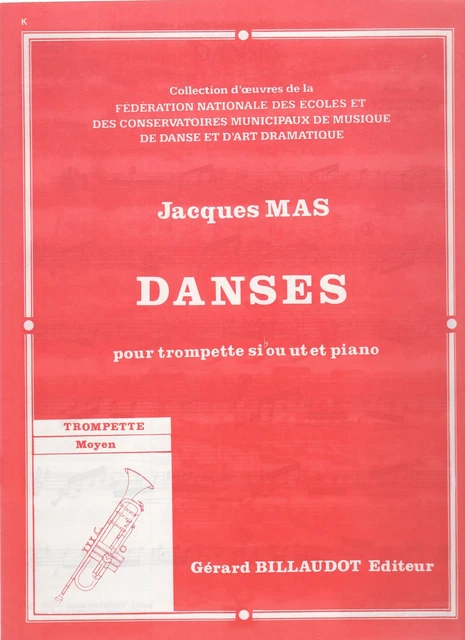 K
Collection d'œuvres de la
FÉDÉRATION NATIONALE DES ÉCOLES ET
DES CONSERVATOIRES MUNICIPAUX DE MUSIQUE
DE DANSE ET D'ART DRAMATIQUE
Jacques MAS
DANSES
pour trompette si♭ ou ut et piano
TROMPETTE
Moyen
Gérard BILLAUDOT Editeur